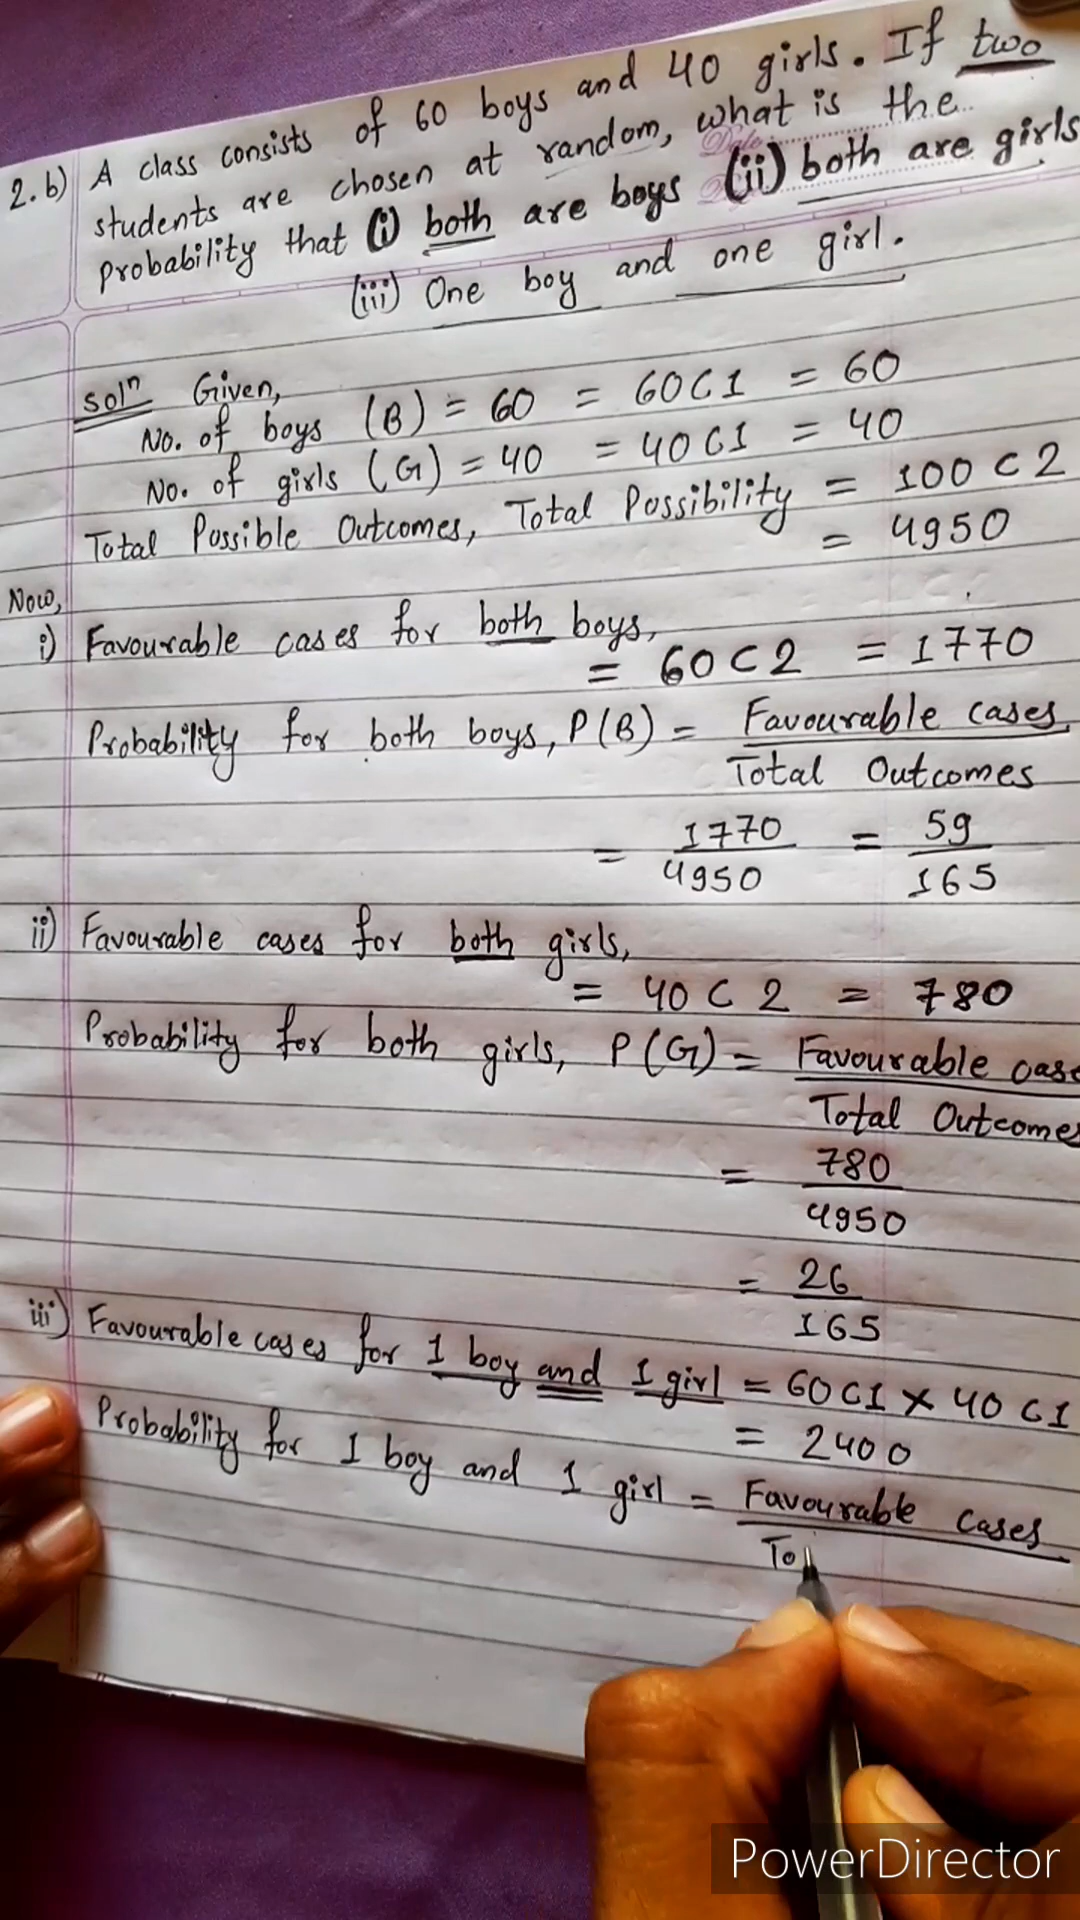 2.b) A class consists of 60 boys and 40 girls. If two
students are chosen at random, what is the
probability that (i) both are boys (ii) both are girls
(iii) One boy and one girl.
Solⁿ Given,
No. of boys (B) = 60 = 60C1 = 60
No. of girls (G) = 40 = 40C1 = 40
Total Possible Outcomes, Total Possibility = 100C2
= 4950
Now,
i) Favourable cases for both boys,
= 60C2 = 1770
Probability for both boys, P(B) = Favourable cases
Total Outcomes
= 1770 = 59
4950 165
ii) Favourable cases for both girls,
= 40C2 = 780
Probability for both girls, P(G) = Favourable case
Total Outcomes
= 780
4950
= 26
165
iii) Favourable cases for 1 boy and 1 girl = 60C1 × 40C1
= 2400
Probability for 1 boy and 1 girl = Favourable Cases
To
PowerDirector